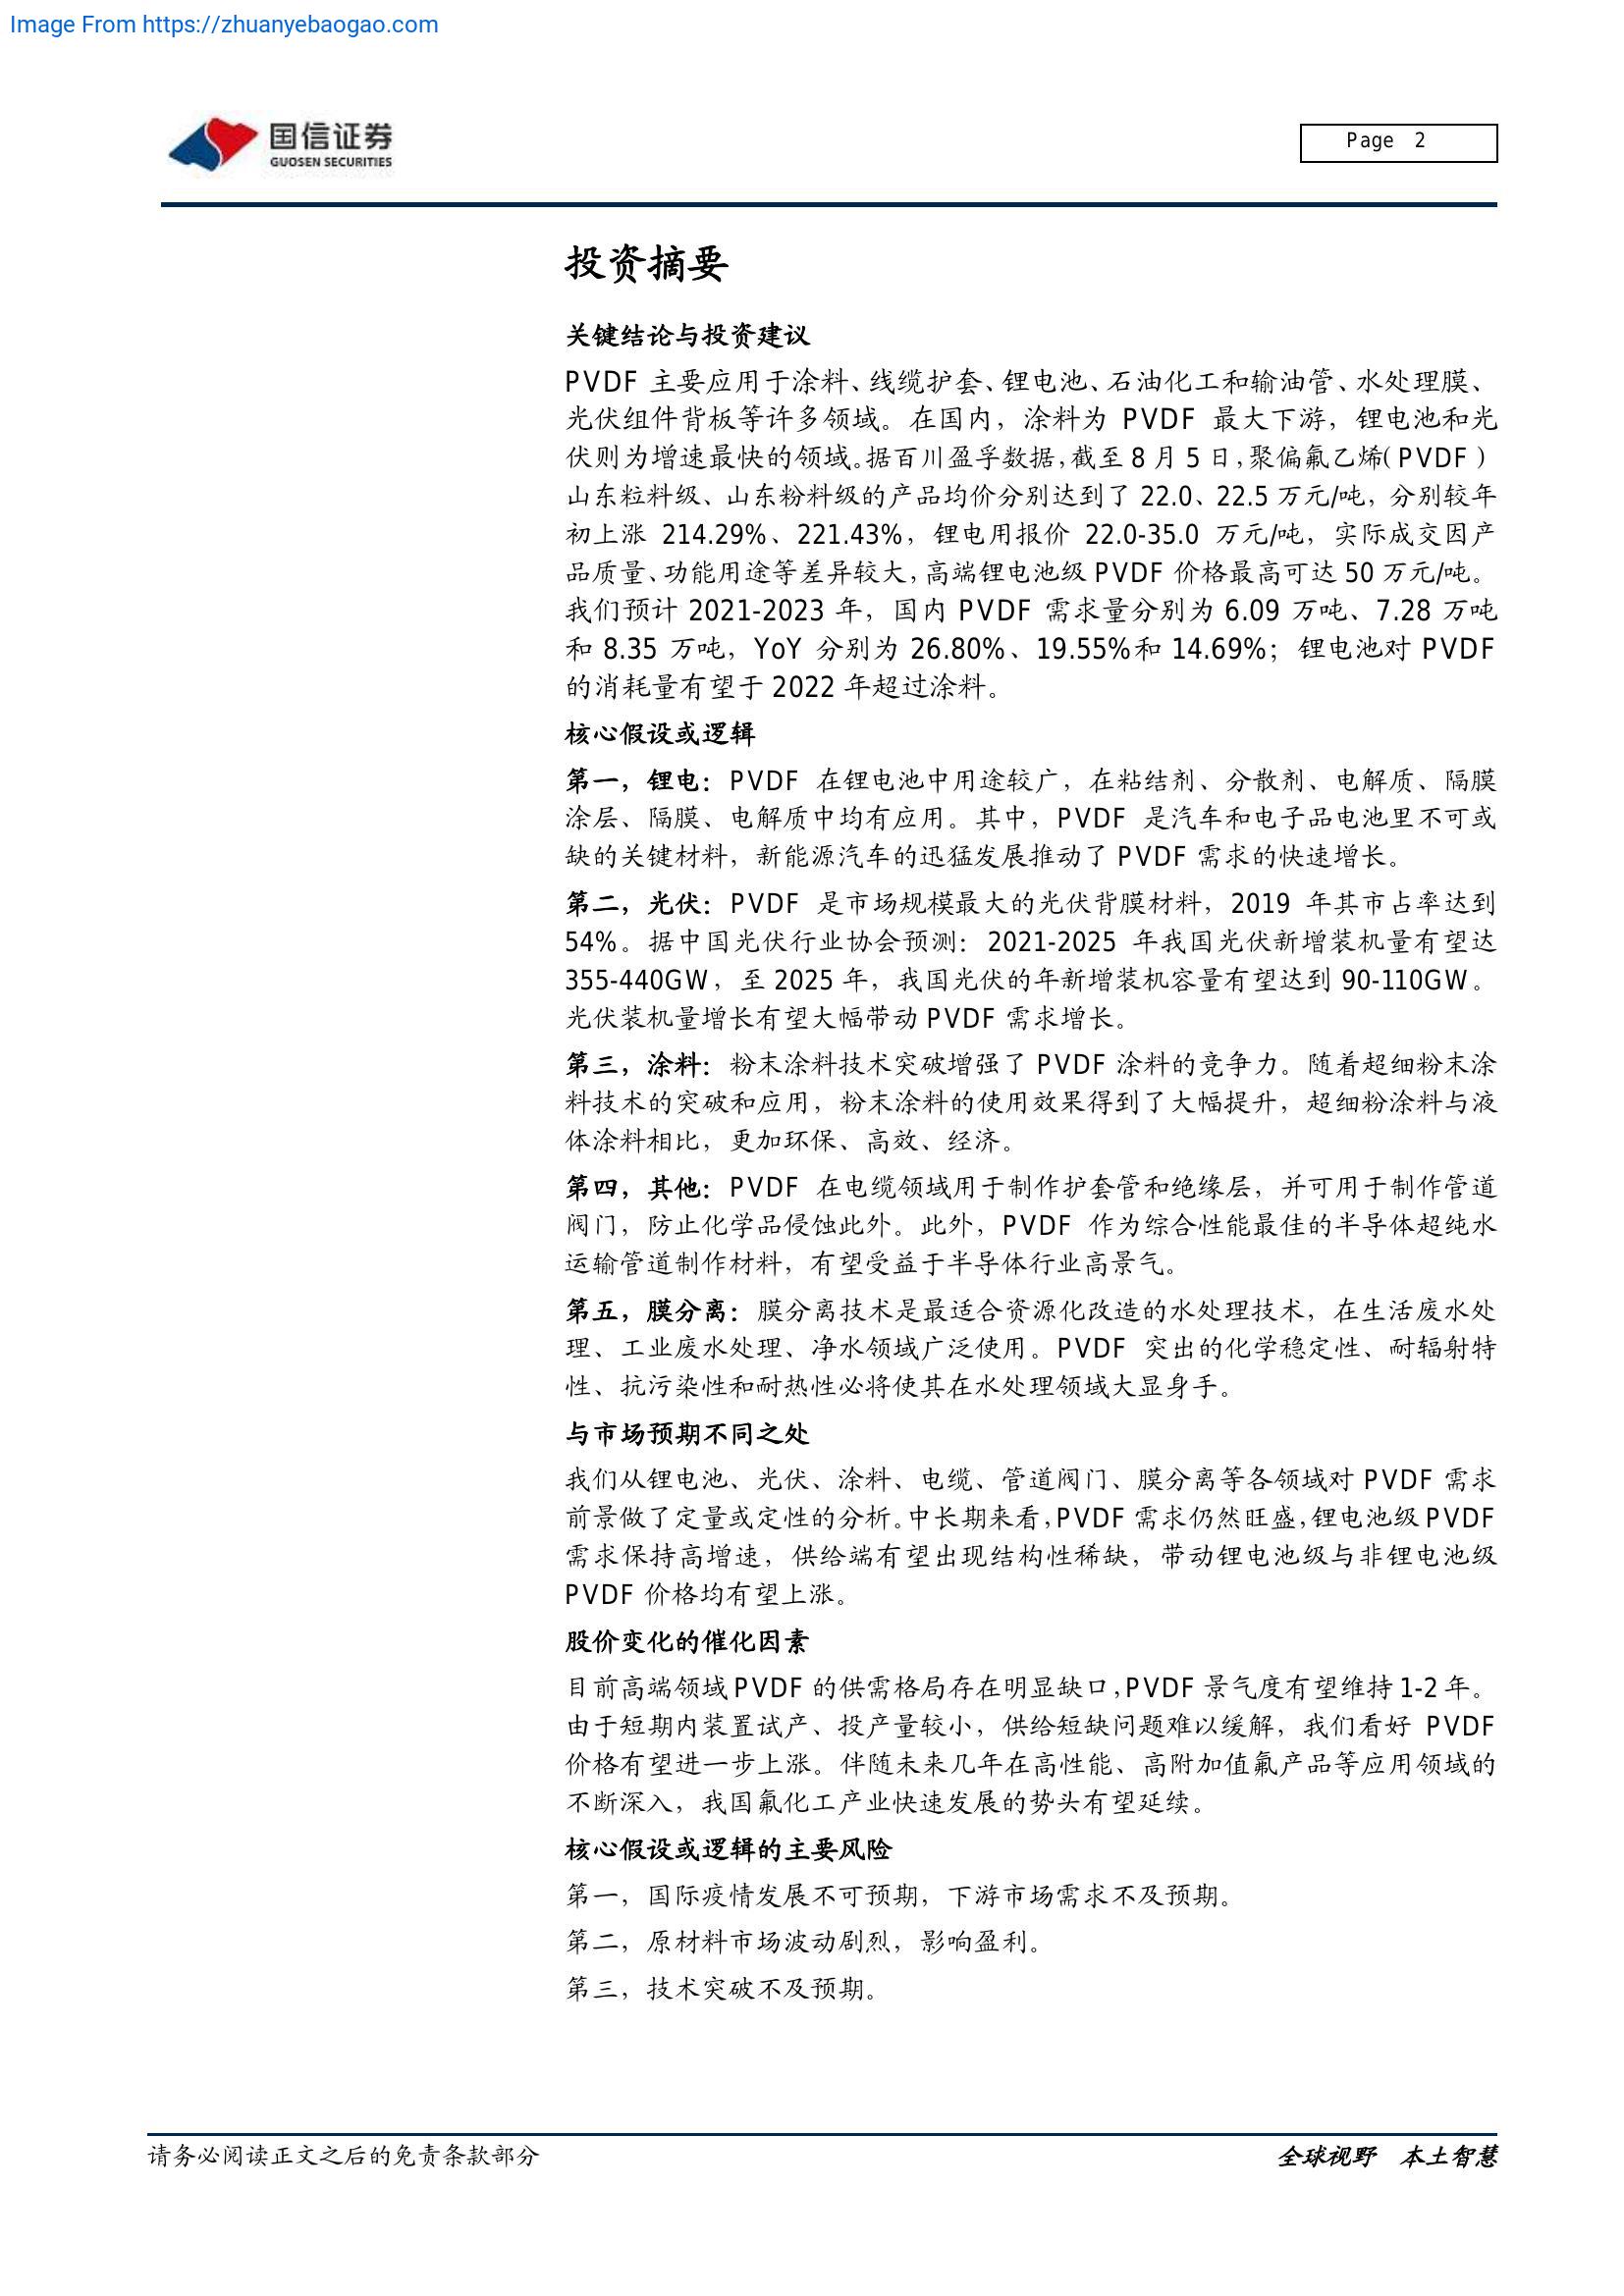 Image From https://zhuanyebaogao.com
国信证券
GUOSEN SECURITIES
Page 2
投资摘要
关键结论与投资建议
PVDF 主要应用于涂料、线缆护套、锂电池、石油化工和输油管、水处理膜、
光伏组件背板等许多领域。在国内，涂料为 PVDF 最大下游，锂电池和光
伏则为增速最快的领域。据百川盈孚数据，截至 8 月 5 日，聚偏氟乙烯（PVDF）
山东粒料级、山东粉料级的产品均价分别达到了 22.0、22.5 万元/吨，分别较年
初上涨 214.29%、221.43%，锂电用报价 22.0-35.0 万元/吨，实际成交因产
品质量、功能用途等差异较大，高端锂电池级 PVDF 价格最高可达 50 万元/吨。
我们预计 2021-2023 年，国内 PVDF 需求量分别为 6.09 万吨、7.28 万吨
和 8.35 万吨，YoY 分别为 26.80%、19.55%和 14.69%；锂电池对 PVDF
的消耗量有望于 2022 年超过涂料。
核心假设或逻辑
第一，锂电：PVDF 在锂电池中用途较广，在粘结剂、分散剂、电解质、隔膜
涂层、隔膜、电解质中均有应用。其中，PVDF 是汽车和电子品电池里不可或
缺的关键材料，新能源汽车的迅猛发展推动了 PVDF 需求的快速增长。
第二，光伏：PVDF 是市场规模最大的光伏背膜材料，2019 年其市占率达到
54%。据中国光伏行业协会预测：2021-2025 年我国光伏新增装机量有望达
355-440GW，至 2025 年，我国光伏的年新增装机容量有望达到 90-110GW。
光伏装机量增长有望大幅带动 PVDF 需求增长。
第三，涂料：粉末涂料技术突破增强了 PVDF 涂料的竞争力。随着超细粉末涂
料技术的突破和应用，粉末涂料的使用效果得到了大幅提升，超细粉涂料与液
体涂料相比，更加环保、高效、经济。
第四，其他：PVDF 在电缆领域用于制作护套管和绝缘层，并可用于制作管道
阀门，防止化学品侵蚀此外。此外，PVDF 作为综合性能最佳的半导体超纯水
运输管道制作材料，有望受益于半导体行业高景气。
第五，膜分离：膜分离技术是最适合资源化改造的水处理技术，在生活废水处
理、工业废水处理、净水领域广泛使用。PVDF 突出的化学稳定性、耐辐射特
性、抗污染性和耐热性必将使其在水处理领域大显身手。
与市场预期不同之处
我们从锂电池、光伏、涂料、电缆、管道阀门、膜分离等各领域对 PVDF 需求
前景做了定量或定性的分析。中长期来看，PVDF 需求仍然旺盛，锂电池级 PVDF
需求保持高增速，供给端有望出现结构性稀缺，带动锂电池级与非锂电池级
PVDF 价格均有望上涨。
股价变化的催化因素
目前高端领域 PVDF 的供需格局存在明显缺口，PVDF 景气度有望维持 1-2 年。
由于短期内装置试产、投产量较小，供给短缺问题难以缓解，我们看好 PVDF
价格有望进一步上涨。伴随未来几年在高性能、高附加值氟产品等应用领域的
不断深入，我国氟化工产业快速发展的势头有望延续。
核心假设或逻辑的主要风险
第一，国际疫情发展不可预期，下游市场需求不及预期。
第二，原材料市场波动剧烈，影响盈利。
第三，技术突破不及预期。
请务必阅读正文之后的免责条款部分
全球视野 本土智慧